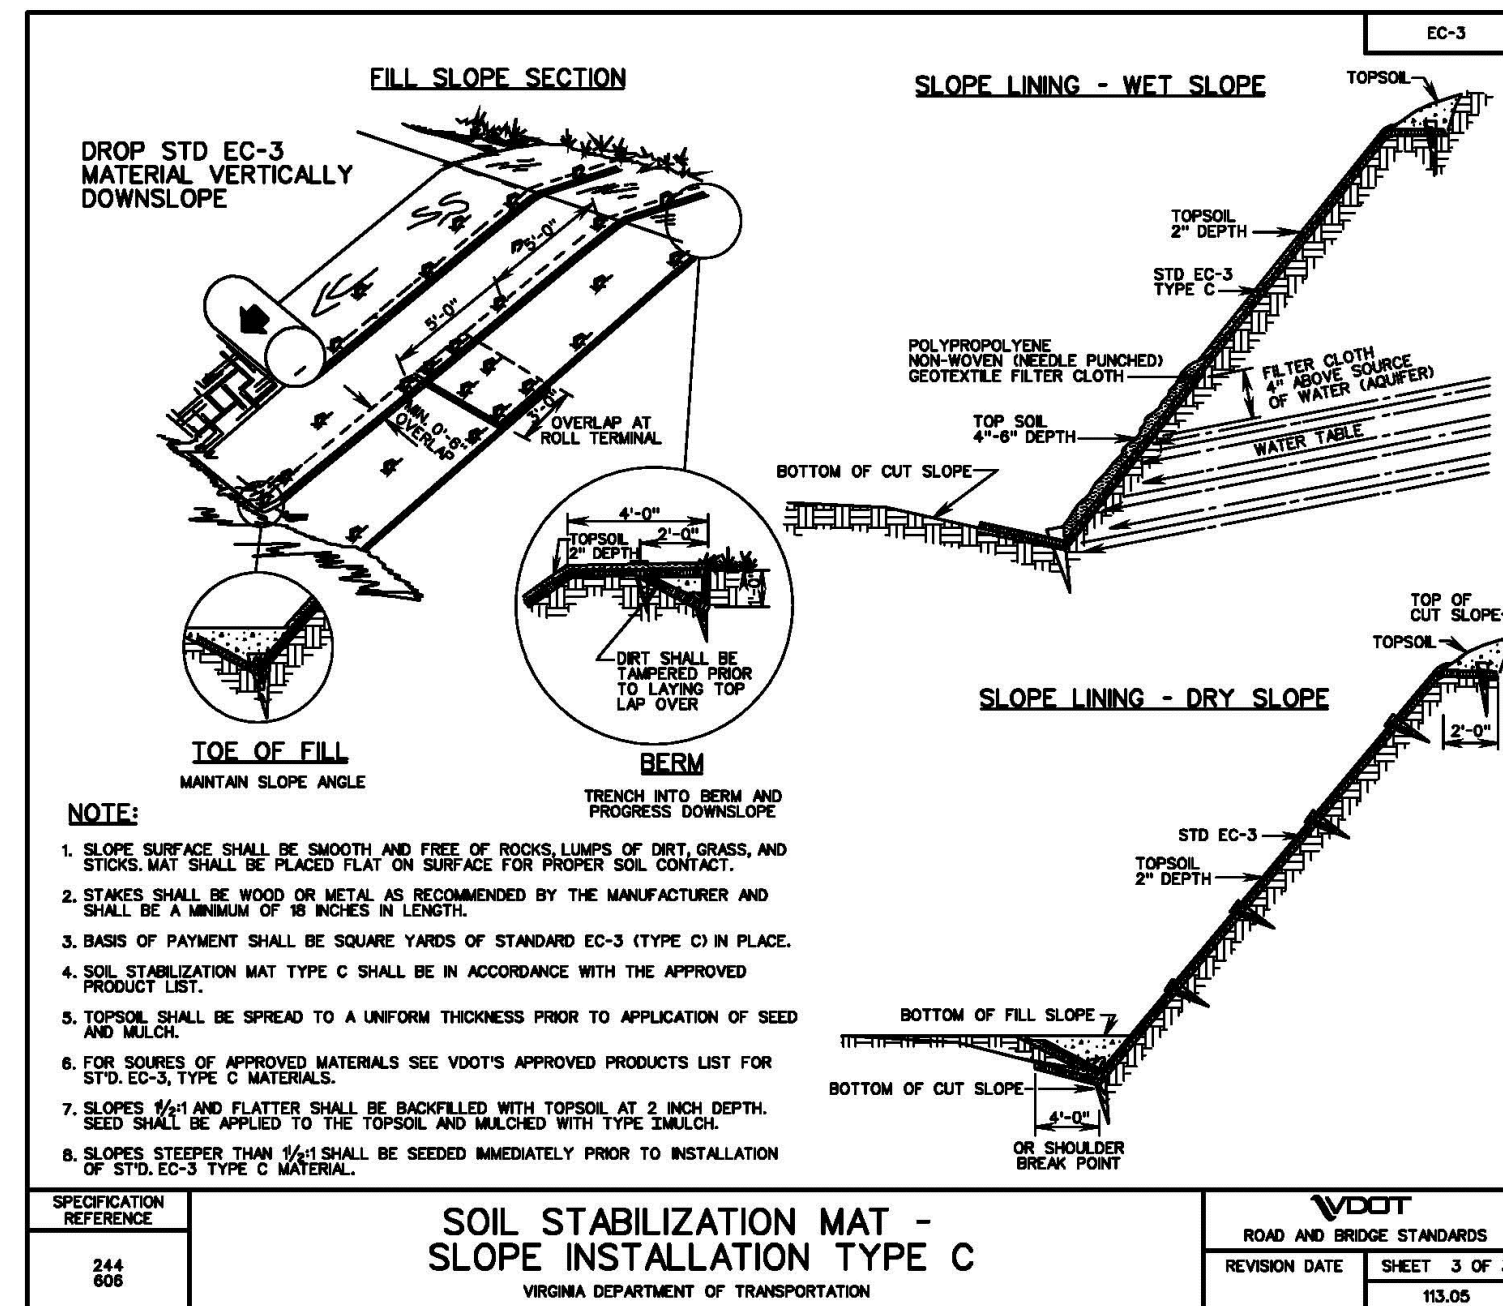 EC-3
FILL SLOPE SECTION
DROP STD EC-3
MATERIAL VERTICALLY
DOWNSLOPE
5'-0"
5'-0"
MIN. 0'-6"
OVERLAP
3'-0"
OVERLAP AT
ROLL TERMINAL
4'-0"
2'-0"
TOPSOIL
2" DEPTH
DIRT SHALL BE
TAMPERED PRIOR
TO LAYING TOP
LAP OVER
TOE OF FILL
MAINTAIN SLOPE ANGLE
BERM
TRENCH INTO BERM AND
PROGRESS DOWNSLOPE
SLOPE LINING - WET SLOPE
TOPSOIL
TOPSOIL
2" DEPTH
STD EC-3
TYPE C
POLYPROPOLYENE
NON-WOVEN (NEEDLE PUNCHED)
GEOTEXTILE FILTER CLOTH
FILTER CLOTH
4" ABOVE SOURCE
OF WATER (AQUIFER)
TOP SOIL
4"-6" DEPTH
WATER TABLE
BOTTOM OF CUT SLOPE
TOP OF
CUT SLOPE
TOPSOIL
SLOPE LINING - DRY SLOPE
2'-0"
STD EC-3
TOPSOIL
2" DEPTH
BOTTOM OF FILL SLOPE
BOTTOM OF CUT SLOPE
4'-0"
OR SHOULDER
BREAK POINT
NOTE:
1. SLOPE SURFACE SHALL BE SMOOTH AND FREE OF ROCKS, LUMPS OF DIRT, GRASS, AND
STICKS. MAT SHALL BE PLACED FLAT ON SURFACE FOR PROPER SOIL CONTACT.
2. STAKES SHALL BE WOOD OR METAL AS RECOMMENDED BY THE MANUFACTURER AND
SHALL BE A MINIMUM OF 18 INCHES IN LENGTH.
3. BASIS OF PAYMENT SHALL BE SQUARE YARDS OF STANDARD EC-3 (TYPE C) IN PLACE.
4. SOIL STABILIZATION MAT TYPE C SHALL BE IN ACCORDANCE WITH THE APPROVED
PRODUCT LIST.
5. TOPSOIL SHALL BE SPREAD TO A UNIFORM THICKNESS PRIOR TO APPLICATION OF SEED
AND MULCH.
6. FOR SOURES OF APPROVED MATERIALS SEE VDOT'S APPROVED PRODUCTS LIST FOR
ST'D. EC-3, TYPE C MATERIALS.
7. SLOPES 1½:1 AND FLATTER SHALL BE BACKFILLED WITH TOPSOIL AT 2 INCH DEPTH.
SEED SHALL BE APPLIED TO THE TOPSOIL AND MULCHED WITH TYPE I MULCH.
8. SLOPES STEEPER THAN 1½:1 SHALL BE SEEDED IMMEDIATELY PRIOR TO INSTALLATION
OF ST'D. EC-3 TYPE C MATERIAL.
SPECIFICATION
REFERENCE
244
606
SOIL STABILIZATION MAT -
SLOPE INSTALLATION TYPE C
VIRGINIA DEPARTMENT OF TRANSPORTATION
VDOT
ROAD AND BRIDGE STANDARDS
REVISION DATE
SHEET 3 OF
113.05